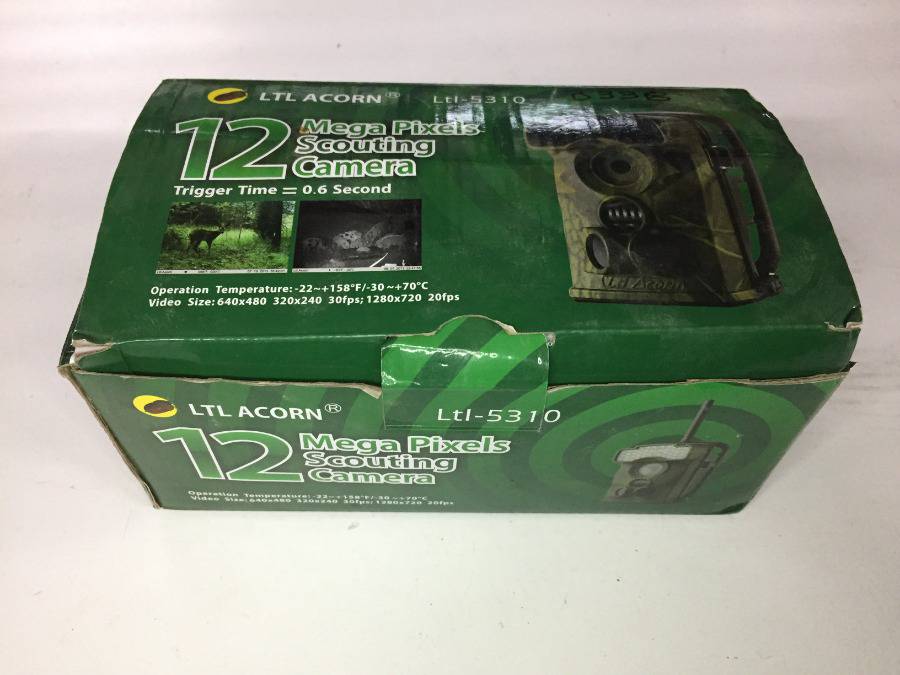 LTL ACORN® Ltl-5310
12 Mega Pixels
Scouting
Camera
Trigger Time = 0.6 Second
Operation Temperature:-22~+158°F/-30~+70°C
Video Size:640x480 320x240 30fps;1280x720 20fps
Ltl Acorn
LTL ACORN®
Ltl-5310
12 Mega Pixels
Scouting
Camera
Operation Temperature:-22~+158°F/-30~+70°C
Video Size:640x480 320x240 30fps;1280x720 20fps